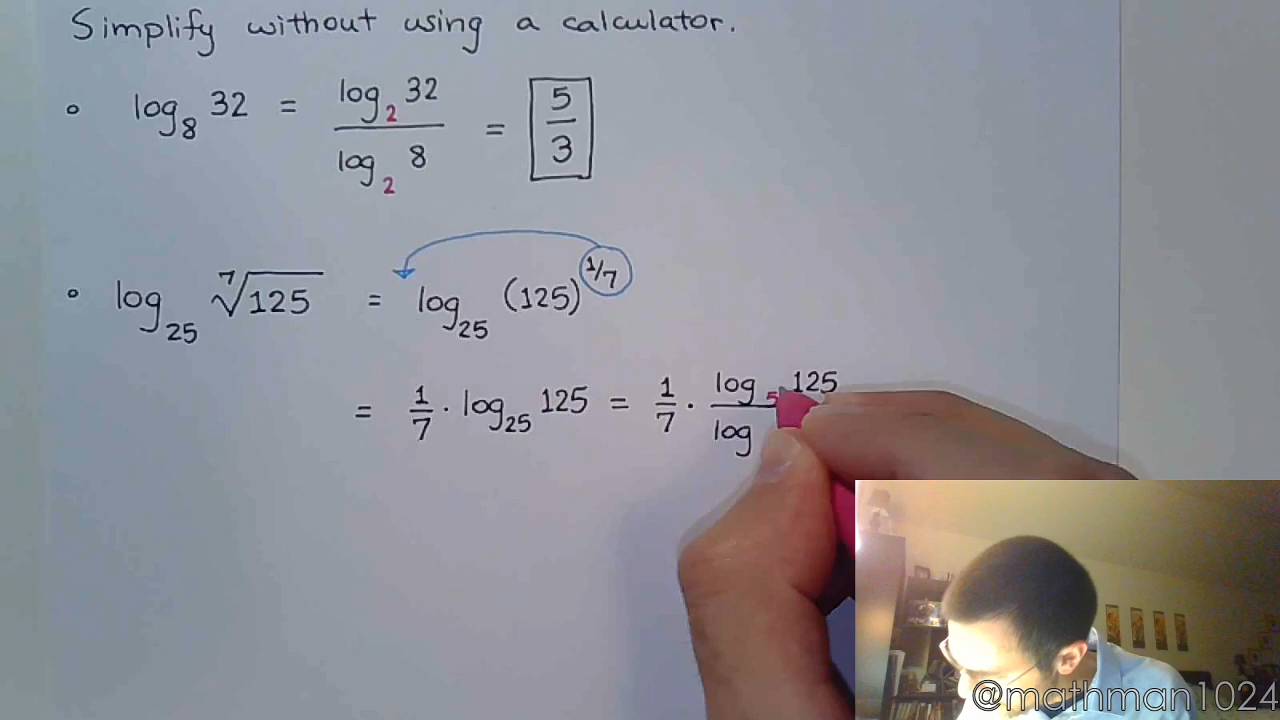 Simplify without using a calculator.
∘ log₈ 32 = log₂ 32 / log₂ 8 = 5/3
∘ log₂₅ ⁷√125 = log₂₅ (125)^(1/7)
= 1/7 · log₂₅ 125 = 1/7 · log₅ 125 / log
@mathman1024